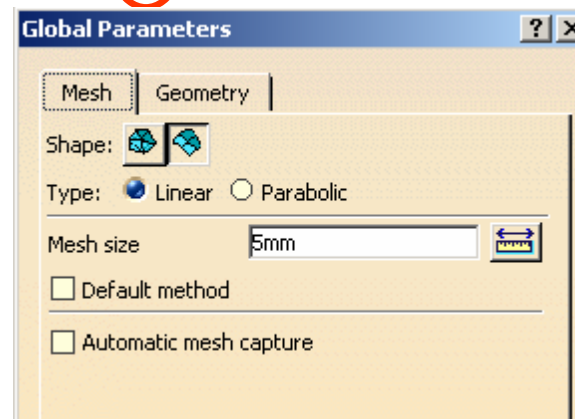 Global Parameters
Mesh Geometry
Shape:
Type: Linear Parabolic
Mesh size 5mm
Default method
Automatic mesh capture